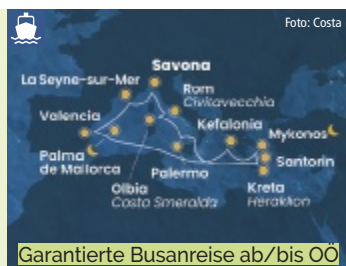 Foto: Costa
Savona
La Seyne-sur-Mer
Rom
Civitavecchia
Valencia
Kefalonia
Mykonos
Palma
de Mallorca
Palermo
Santorin
Olbia
Costa Smeralda
Kreta
Heraklion
Garantierte Busanreise ab/bis OÖ